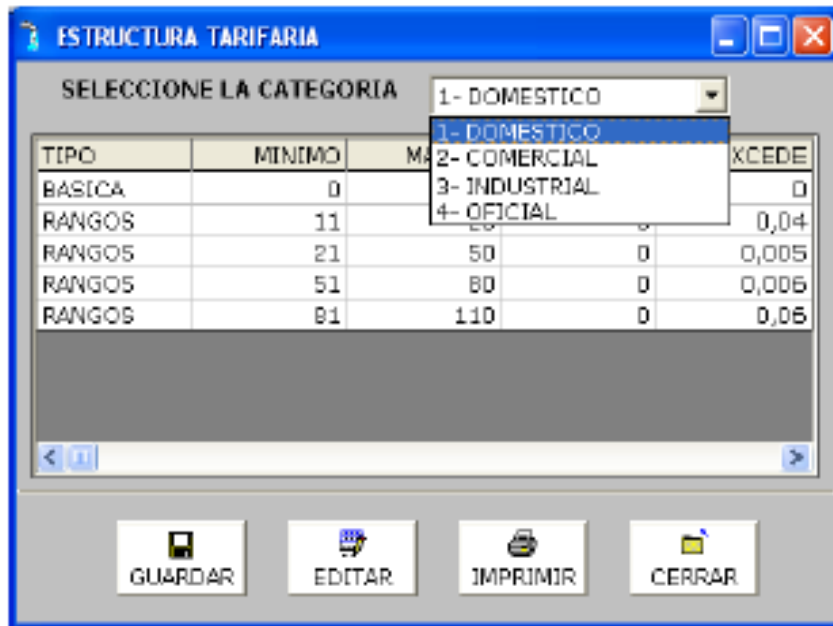 ESTRUCTURA TARIFARIA
SELECCIONE LA CATEGORIA 1- DOMESTICO
1- DOMESTICO
2- COMERCIAL
3- INDUSTRIAL
4- OFICIAL
TIPO MINIMO XCEDE
BASICA 0 0
RANGOS 11 0,04
RANGOS 21 50 0 0,005
RANGOS 51 80 0 0,006
RANGOS 81 110 0 0,06
GUARDAR EDITAR IMPRIMIR CERRAR